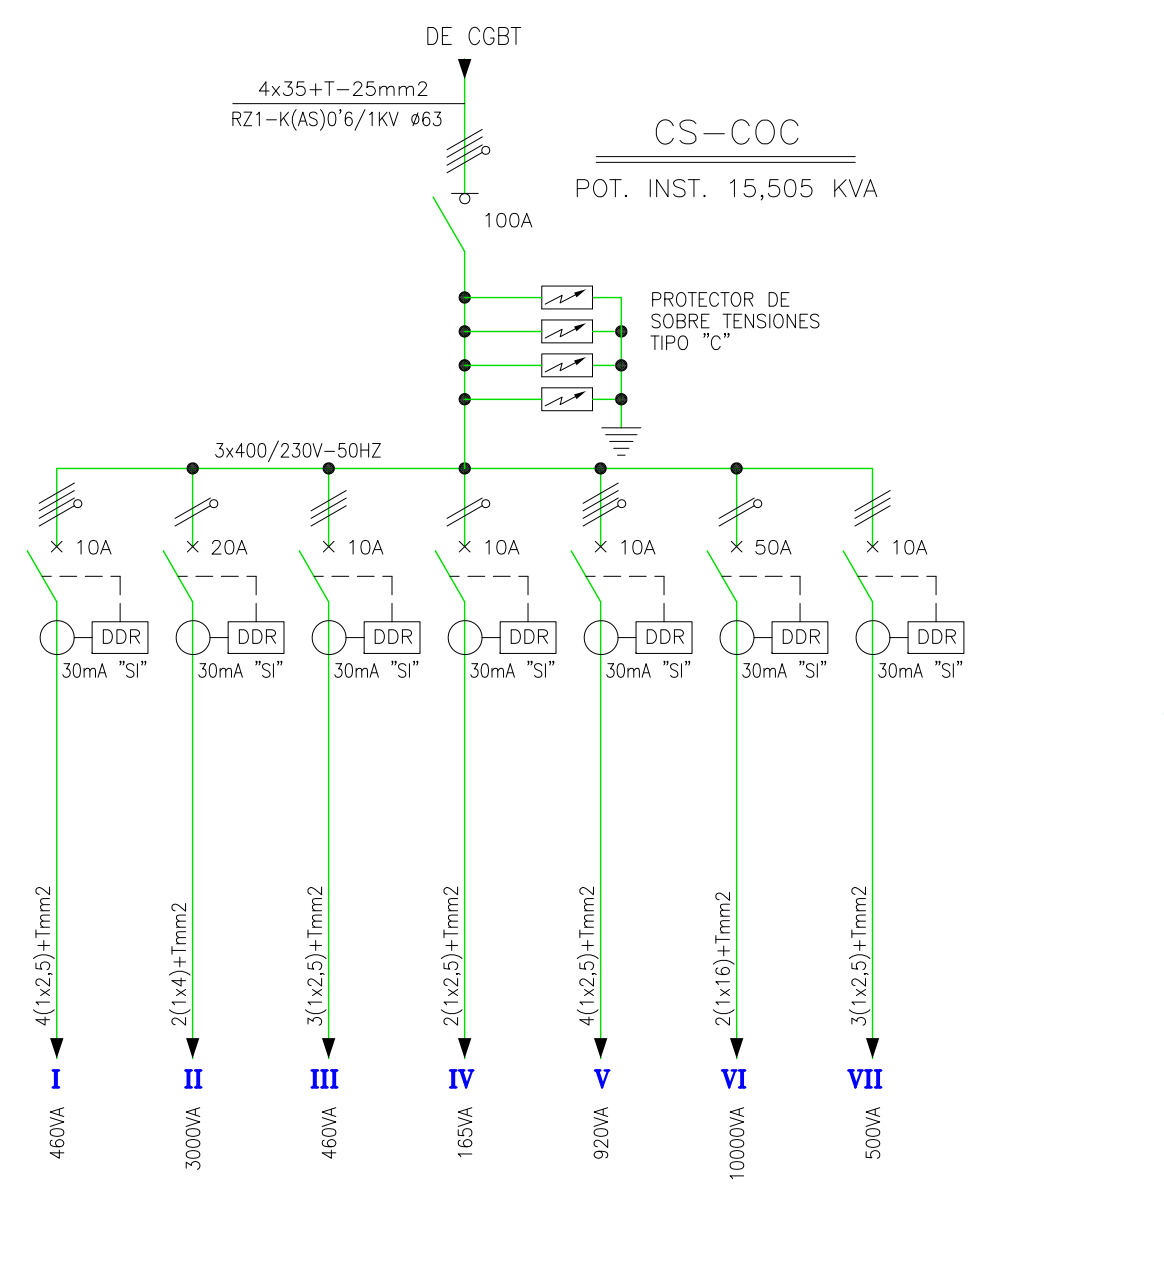 DE CGBT
4x35+T-25mm2
RZ1-K(AS)0'6/1KV ø63
CS-COC
POT. INST. 15,505 KVA
100A
PROTECTOR DE
SOBRE TENSIONES
TIPO "C"
3x400/230V-50HZ
10A
20A
10A
10A
10A
50A
10A
DDR
DDR
DDR
DDR
DDR
DDR
DDR
30mA "SI"
30mA "SI"
30mA "SI"
30mA "SI"
30mA "SI"
30mA "SI"
30mA "SI"
4(1x2,5)+Tmm2
2(1x4)+Tmm2
3(1x2,5)+Tmm2
2(1x2,5)+Tmm2
4(1x2,5)+Tmm2
2(1x16)+Tmm2
3(1x2,5)+Tmm2
I
II
III
IV
V
VI
VII
460VA
3000VA
460VA
165VA
920VA
10000VA
500VA